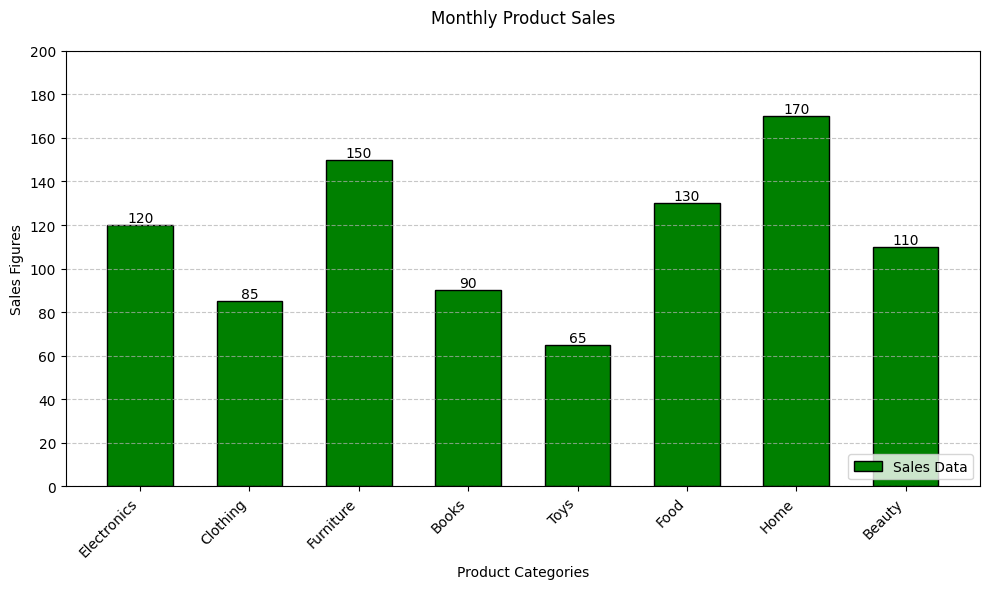 Monthly Product Sales
Sales Figures
200
180
160
140
120
100
80
60
40
20
0
120
85
150
90
65
130
170
110
Sales Data
Electronics
Clothing
Furniture
Books
Toys
Food
Home
Beauty
Product Categories